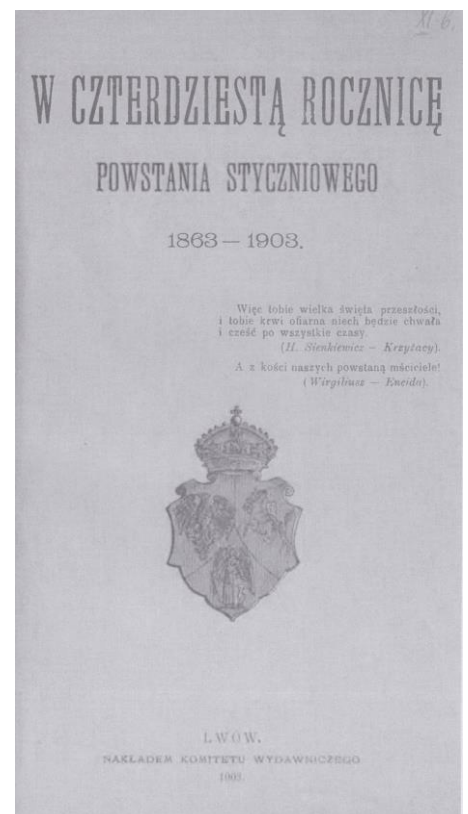 XI. 6.
W CZTERDZIESTĄ ROCZNICĘ
POWSTANIA STYCZNIOWEGO
1863 — 1903.
Więc tobie wielka święta przeszłości,
i tobie krwi ofiarna niech będzie chwała
i cześć po wszystkie czasy.
(H. Sienkiewicz — Krzyżacy).
A z kości naszych powstaną mściciele!
(Wirgiliusz — Eneida).
LWÓW.
NAKŁADEM KOMITETU WYDAWNICZEGO
1903.